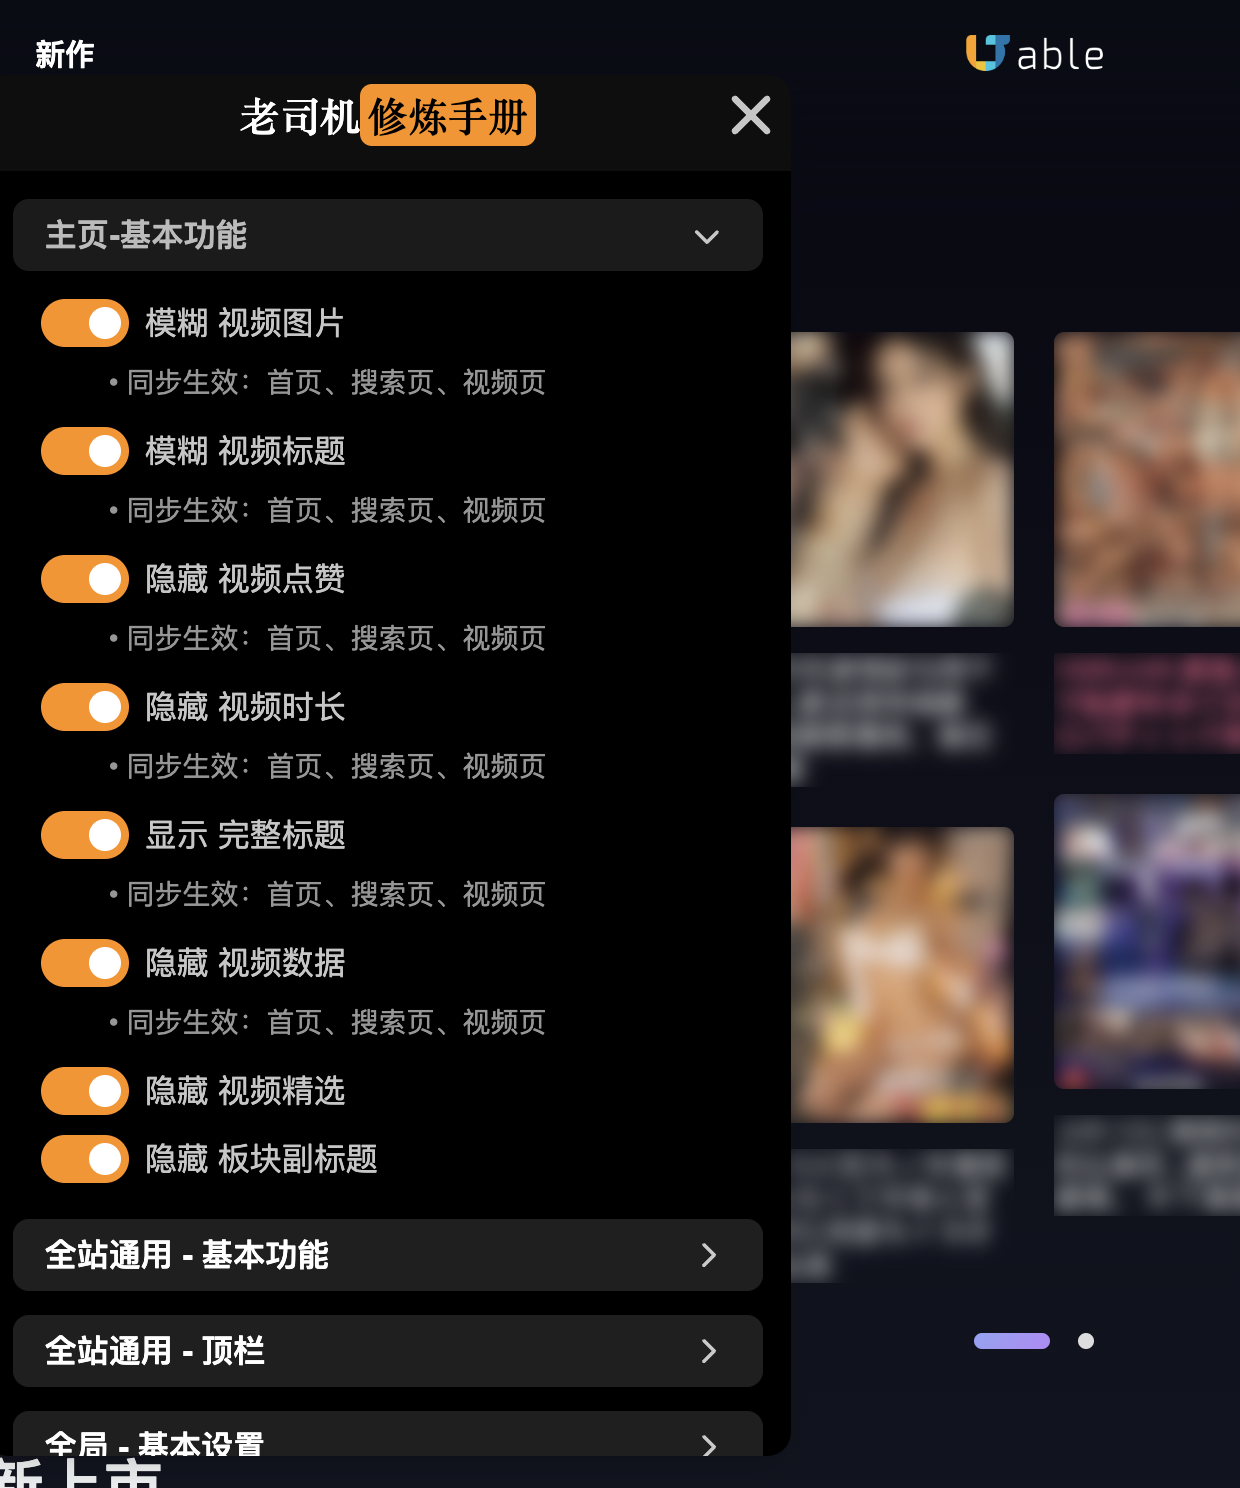 新作
able
老司机 修炼手册
主页-基本功能
模糊 视频图片
• 同步生效：首页、搜索页、视频页
模糊 视频标题
• 同步生效：首页、搜索页、视频页
隐藏 视频点赞
• 同步生效：首页、搜索页、视频页
隐藏 视频时长
• 同步生效：首页、搜索页、视频页
显示 完整标题
• 同步生效：首页、搜索页、视频页
隐藏 视频数据
• 同步生效：首页、搜索页、视频页
隐藏 视频精选
隐藏 板块副标题
全站通用 - 基本功能
全站通用 - 顶栏
全局 - 基本设置
新上市